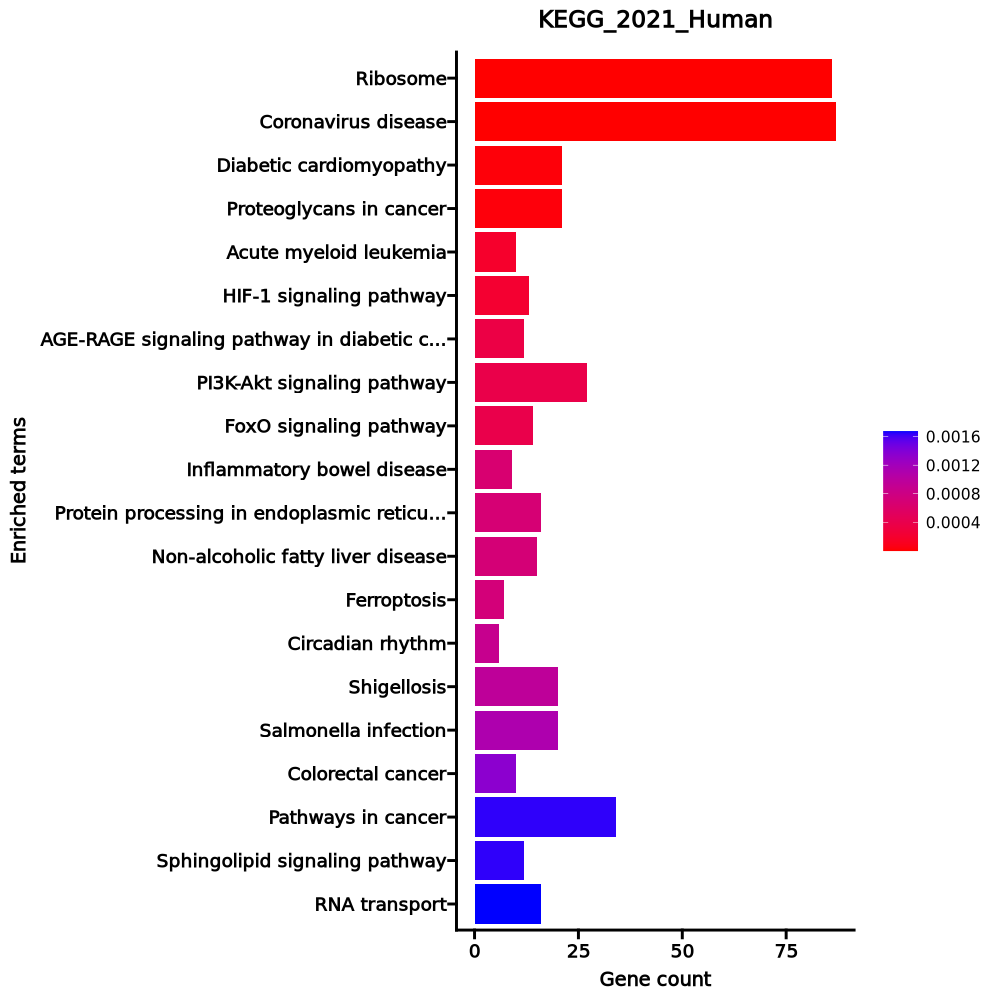 KEGG_2021_Human
Ribosome
Coronavirus disease
Diabetic cardiomyopathy
Proteoglycans in cancer
Acute myeloid leukemia
HIF-1 signaling pathway
AGE-RAGE signaling pathway in diabetic c...
PI3K-Akt signaling pathway
FoxO signaling pathway
Inflammatory bowel disease
Protein processing in endoplasmic reticu...
Non-alcoholic fatty liver disease
Ferroptosis
Circadian rhythm
Shigellosis
Salmonella infection
Colorectal cancer
Pathways in cancer
Sphingolipid signaling pathway
RNA transport
Enriched terms
0 25 50 75
Gene count
0.0016
0.0012
0.0008
0.0004